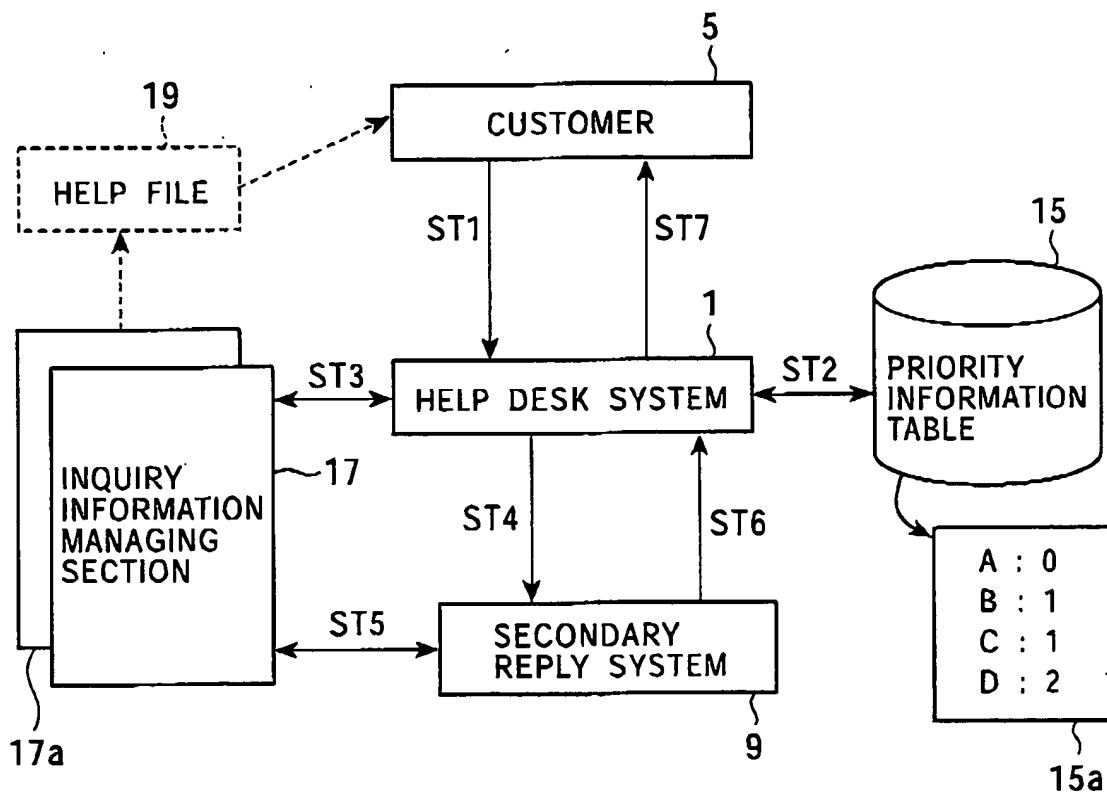 5
19
CUSTOMER
HELP FILE
ST1
ST7
15
1
ST3
HELP DESK SYSTEM
ST2
PRIORITY
INFORMATION
TABLE
17
INQUIRY
INFORMATION
MANAGING
SECTION
ST4
ST6
A : 0
B : 1
C : 1
D : 2
ST5
SECONDARY
REPLY SYSTEM
9
17a
15a